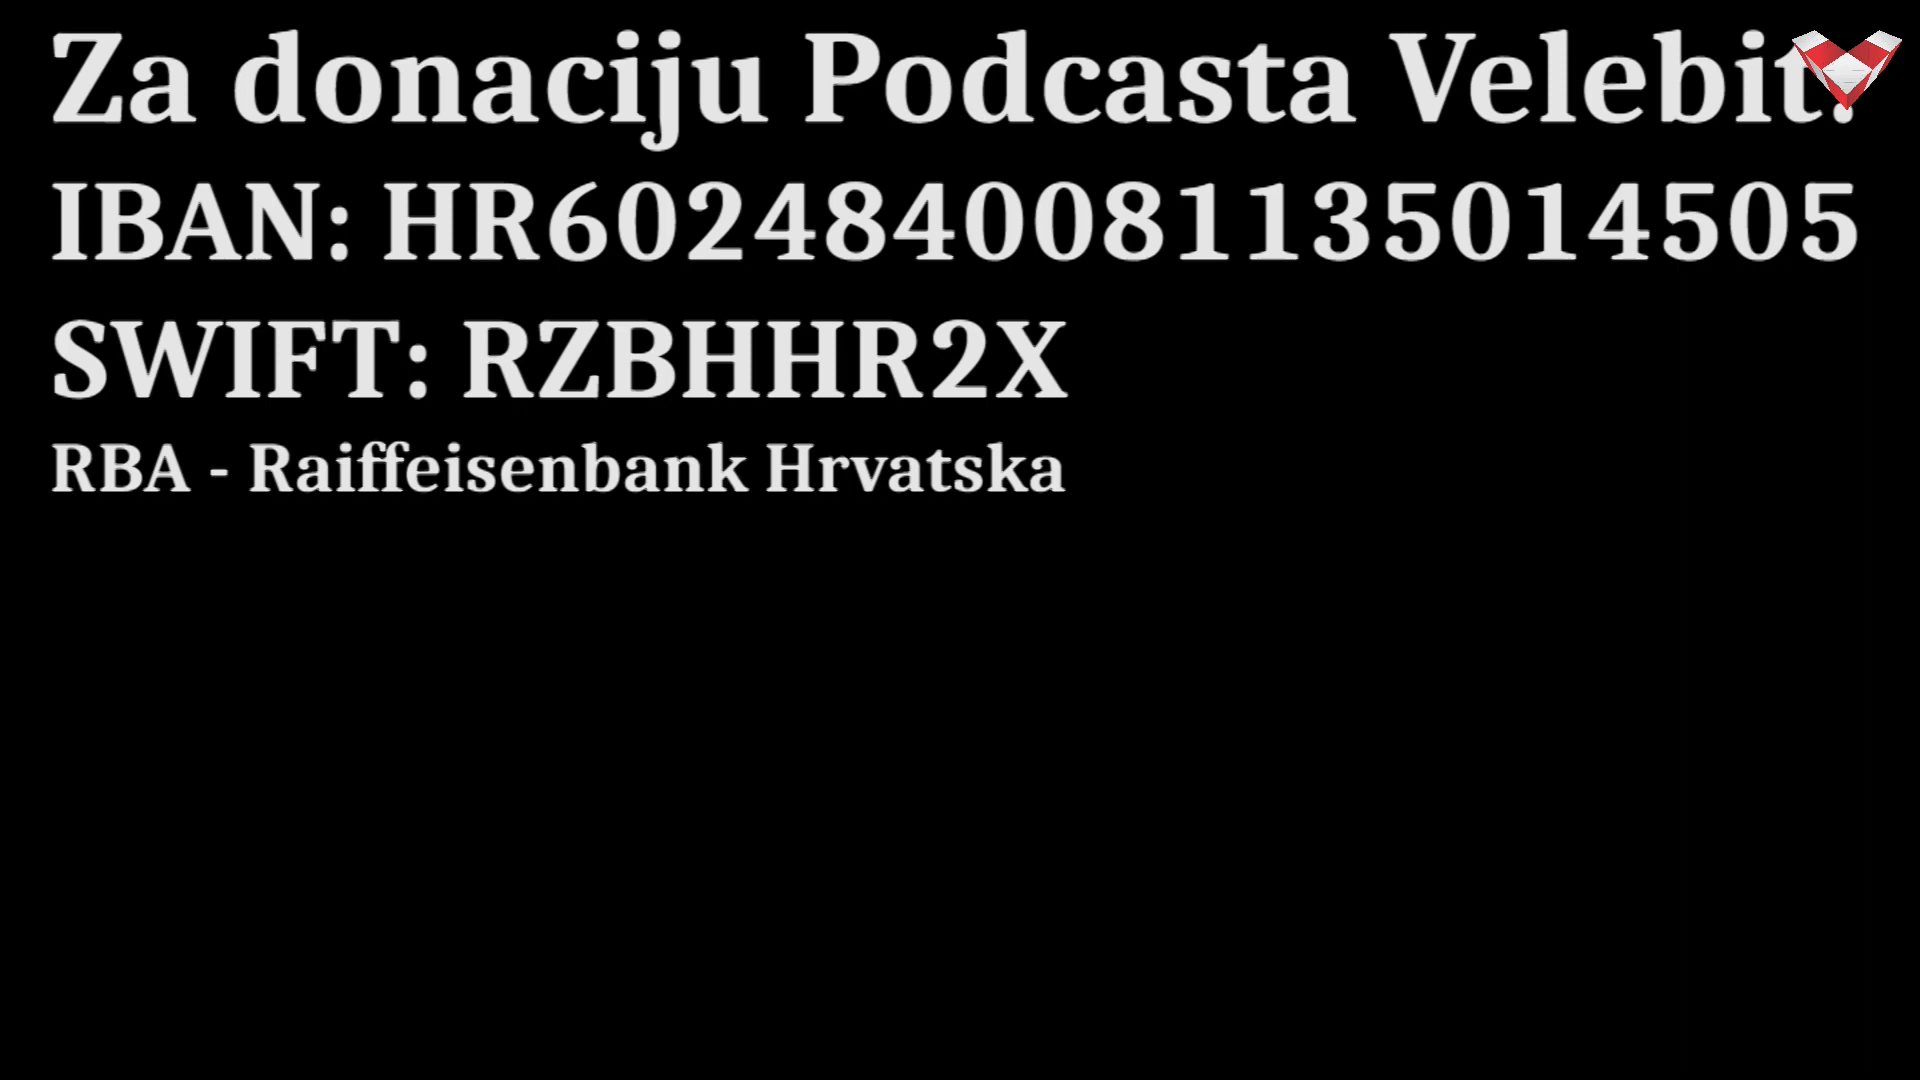 Za donaciju Podcasta Velebit:
IBAN: HR6024840081135014505
SWIFT: RZBHHR2X
RBA - Raiffeisenbank Hrvatska